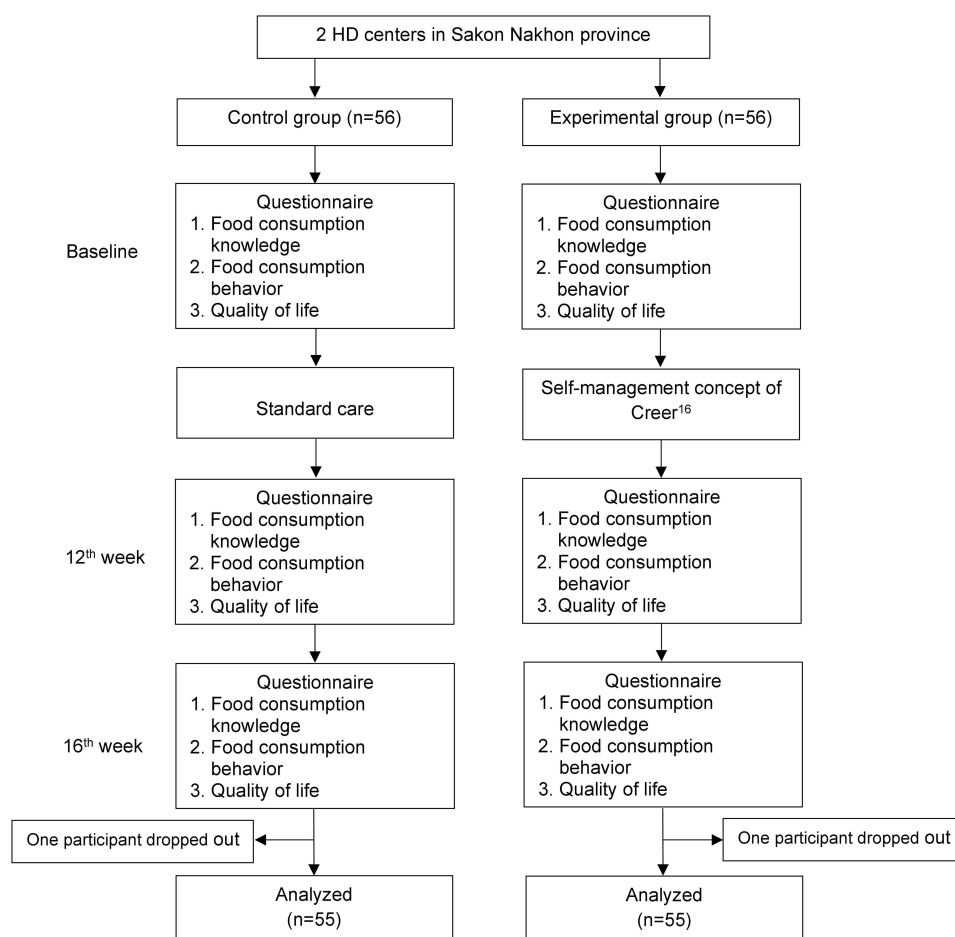 2 HD centers in Sakon Nakhon province
Control group (n=56)
Experimental group (n=56)
Baseline
Questionnaire
1. Food consumption
knowledge
2. Food consumption
behavior
3. Quality of life
Questionnaire
1. Food consumption
knowledge
2. Food consumption
behavior
3. Quality of life
Standard care
Self-management concept of
Creer¹⁶
12ᵗʰ week
Questionnaire
1. Food consumption
knowledge
2. Food consumption
behavior
3. Quality of life
Questionnaire
1. Food consumption
knowledge
2. Food consumption
behavior
3. Quality of life
16ᵗʰ week
Questionnaire
1. Food consumption
knowledge
2. Food consumption
behavior
3. Quality of life
Questionnaire
1. Food consumption
knowledge
2. Food consumption
behavior
3. Quality of life
One participant dropped out
One participant dropped out
Analyzed
(n=55)
Analyzed
(n=55)